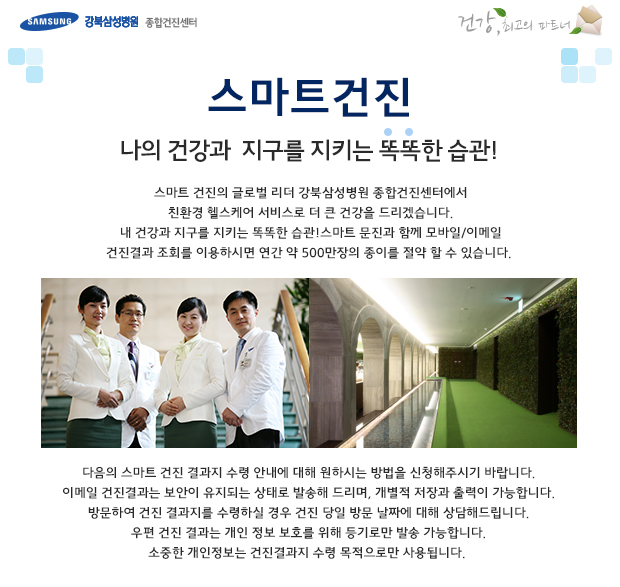 SAMSUNG 강북삼성병원 종합건진센터
건강, 최고의 파트너
스마트건진
나의 건강과 지구를 지키는 똑똑한 습관!
스마트 건진의 글로벌 리더 강북삼성병원 종합건진센터에서
친환경 헬스케어 서비스로 더 큰 건강을 드리겠습니다.
내 건강과 지구를 지키는 똑똑한 습관!스마트 문진과 함께 모바일/이메일
건진결과 조회를 이용하시면 연간 약 500만장의 종이를 절약 할 수 있습니다.
다음의 스마트 건진 결과지 수령 안내에 대해 원하시는 방법을 신청해주시기 바랍니다.
이메일 건진결과는 보안이 유지되는 상태로 발송해 드리며, 개별적 저장과 출력이 가능합니다.
방문하여 건진 결과지를 수령하실 경우 건진 당일 방문 날짜에 대해 상담해드립니다.
우편 건진 결과는 개인 정보 보호를 위해 등기로만 발송 가능합니다.
소중한 개인정보는 건진결과지 수령 목적으로만 사용됩니다.